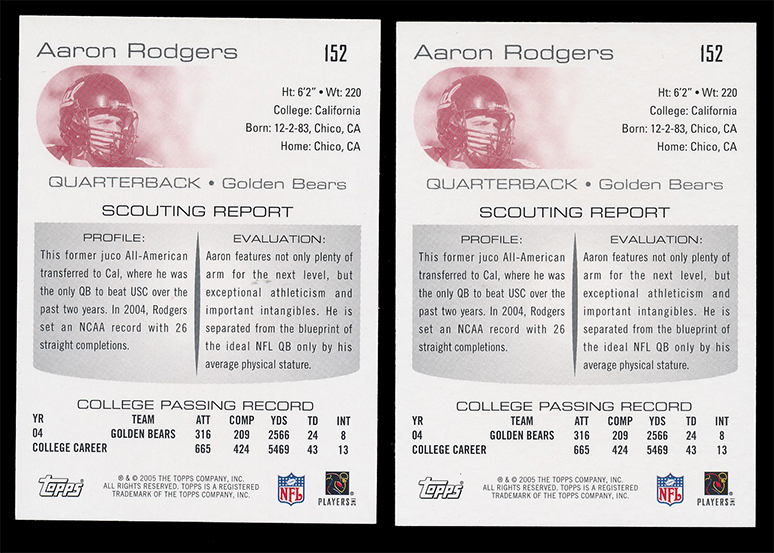 Aaron Rodgers 152
Ht: 6'2" • Wt: 220
College: California
Born: 12-2-83, Chico, CA
Home: Chico, CA
QUARTERBACK • Golden Bears
SCOUTING REPORT
PROFILE:
This former juco All-American
transferred to Cal, where he was
the only QB to beat USC over the
past two years. In 2004, Rodgers
set an NCAA record with 26
straight completions.
EVALUATION:
Aaron features not only plenty of
arm for the next level, but
exceptional athleticism and
important intangibles. He is
separated from the blueprint of
the ideal NFL QB only by his
average physical stature.
COLLEGE PASSING RECORD
YR TEAM ATT COMP YDS TD INT
04 GOLDEN BEARS 316 209 2566 24 8
COLLEGE CAREER 665 424 5469 43 13
Topps
® & © 2005 THE TOPPS COMPANY, INC.
ALL RIGHTS RESERVED. TOPPS IS A REGISTERED
TRADEMARK OF THE TOPPS COMPANY, INC.
NFL
PLAYERS INC
Aaron Rodgers 152
Ht: 6'2" • Wt: 220
College: California
Born: 12-2-83, Chico, CA
Home: Chico, CA
QUARTERBACK • Golden Bears
SCOUTING REPORT
PROFILE:
This former juco All-American
transferred to Cal, where he was
the only QB to beat USC over the
past two years. In 2004, Rodgers
set an NCAA record with 26
straight completions.
EVALUATION:
Aaron features not only plenty of
arm for the next level, but
exceptional athleticism and
important intangibles. He is
separated from the blueprint of
the ideal NFL QB only by his
average physical stature.
COLLEGE PASSING RECORD
YR TEAM ATT COMP YDS TD INT
04 GOLDEN BEARS 316 209 2566 24 8
COLLEGE CAREER 665 424 5469 43 13
Topps
® & © 2005 THE TOPPS COMPANY, INC.
ALL RIGHTS RESERVED. TOPPS IS A REGISTERED
TRADEMARK OF THE TOPPS COMPANY, INC.
NFL
PLAYERS INC